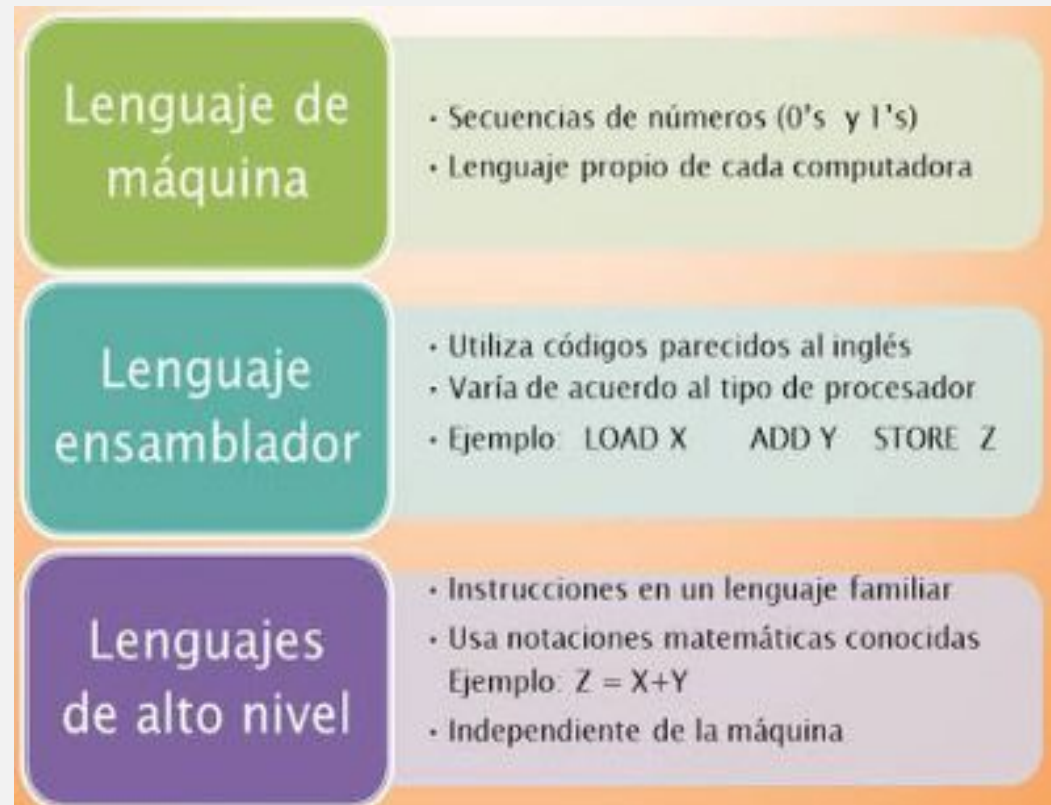 Lenguaje de
máquina
• Secuencias de números (0's y 1's)
• Lenguaje propio de cada computadora
Lenguaje
ensamblador
• Utiliza códigos parecidos al inglés
• Varía de acuerdo al tipo de procesador
• Ejemplo: LOAD X ADD Y STORE Z
Lenguajes
de alto nivel
• Instrucciones en un lenguaje familiar
• Usa notaciones matemáticas conocidas
Ejemplo: Z = X+Y
• Independiente de la máquina